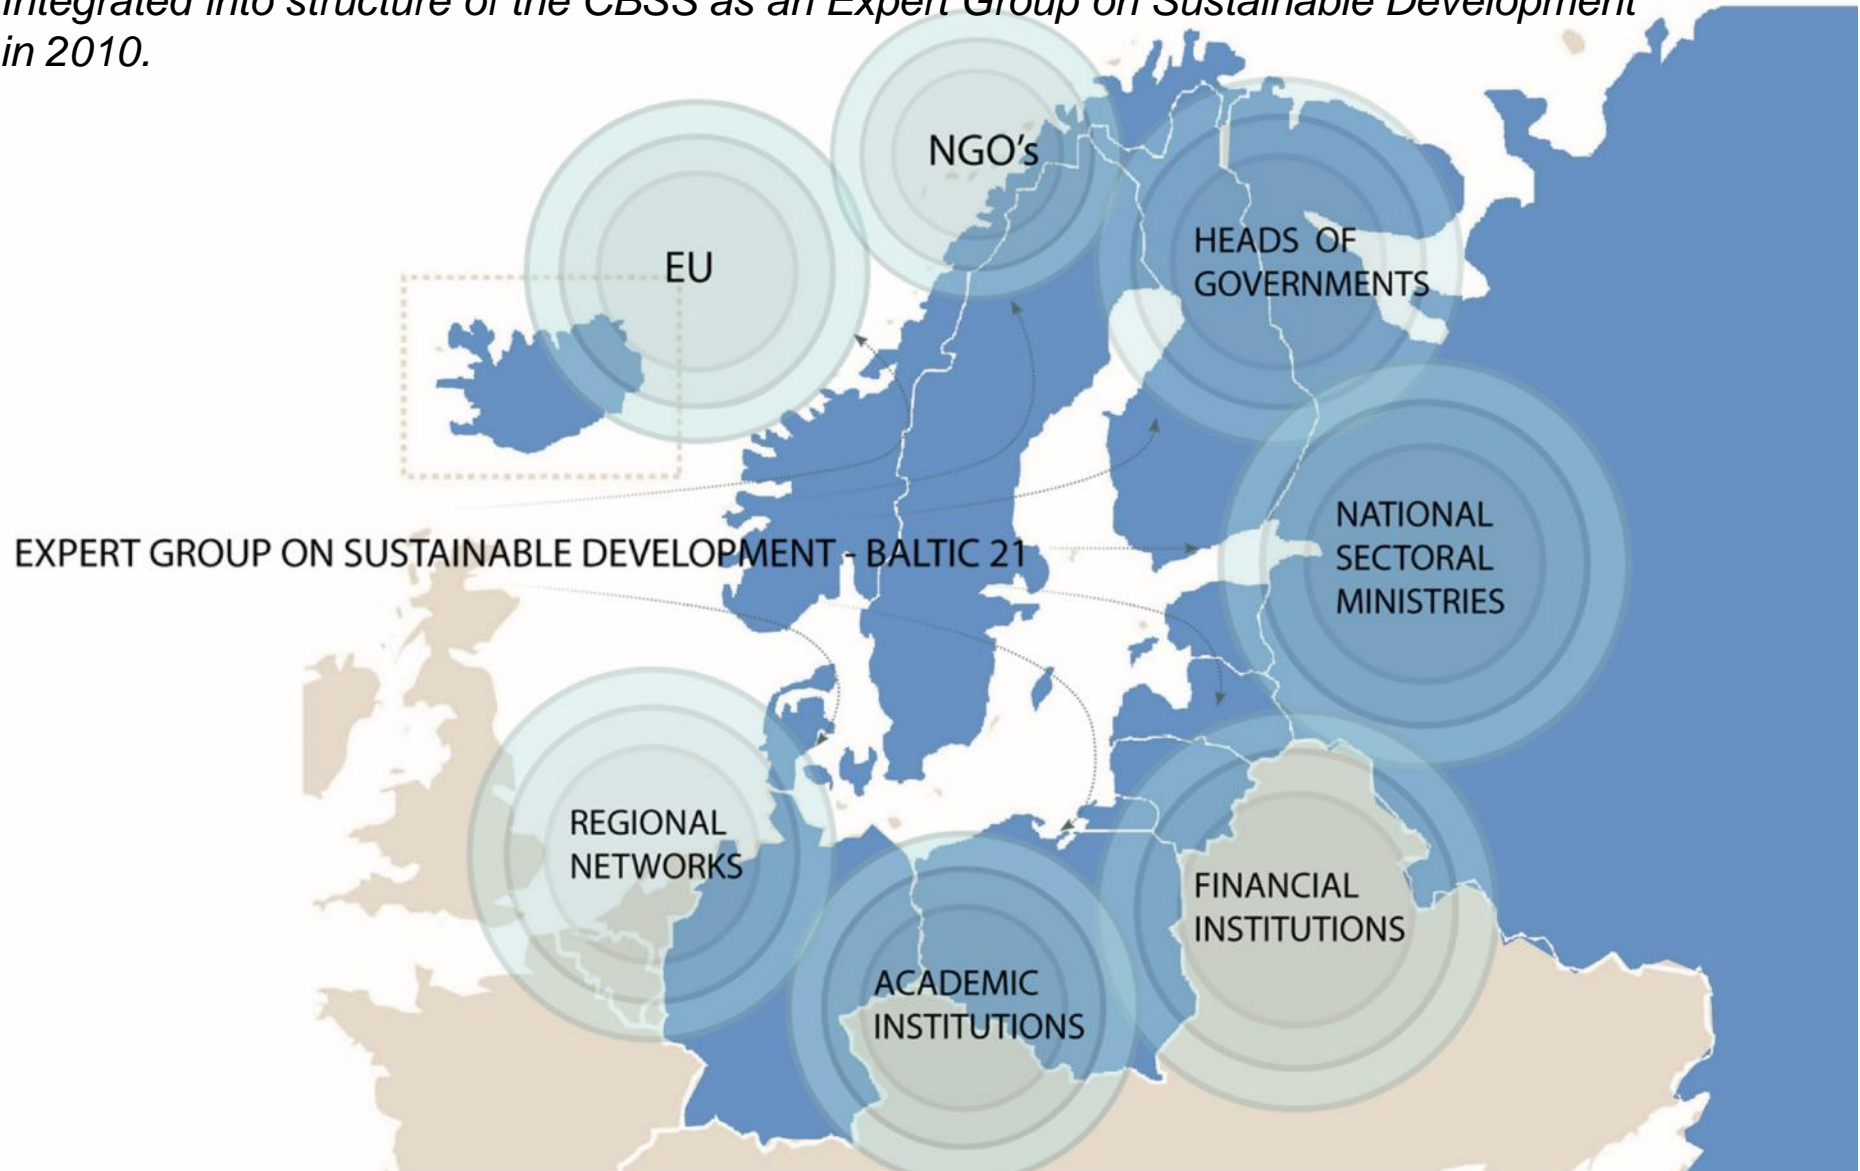 Integrated into structure of the CBSS as an Expert Group on Sustainable Development
in 2010.
NGO's
EU
HEADS OF
GOVERNMENTS
NATIONAL
SECTORAL
MINISTRIES
EXPERT GROUP ON SUSTAINABLE DEVELOPMENT - BALTIC 21
REGIONAL
NETWORKS
FINANCIAL
INSTITUTIONS
ACADEMIC
INSTITUTIONS